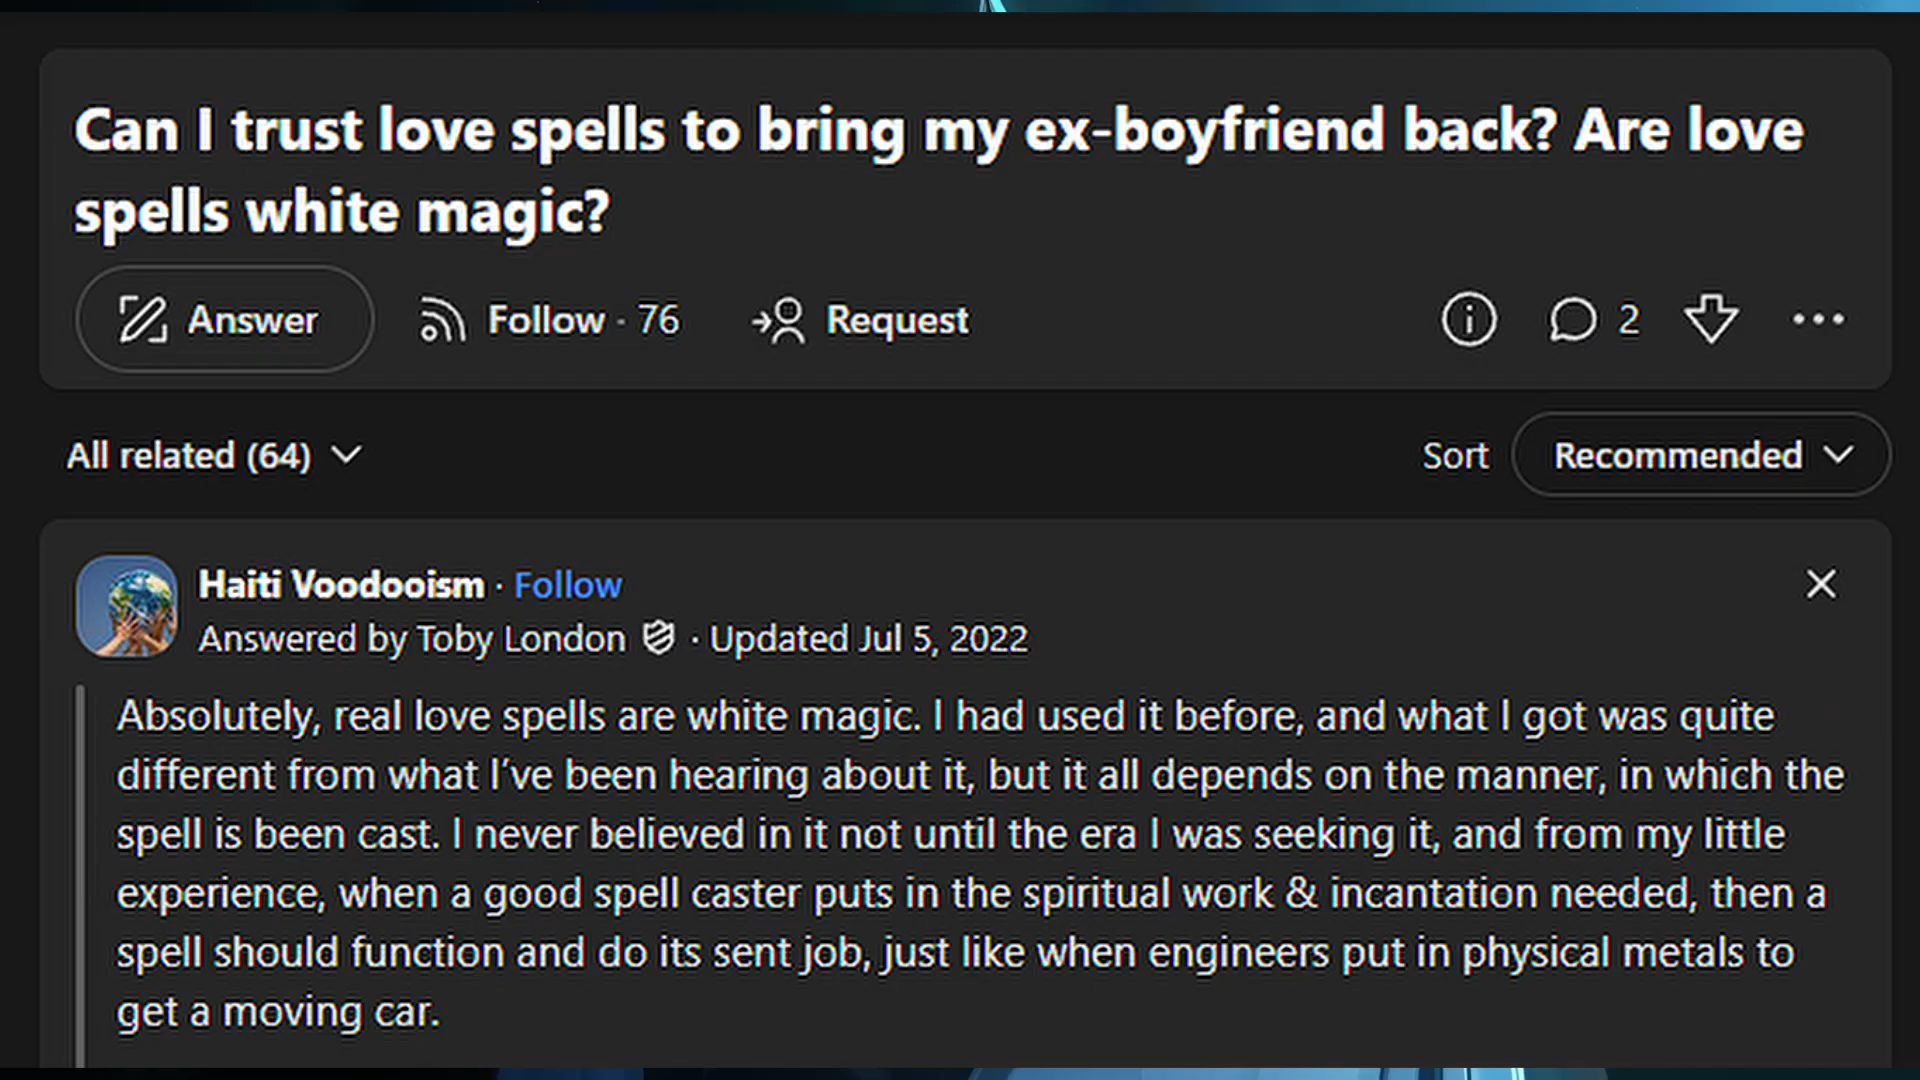 Can I trust love spells to bring my ex-boyfriend back? Are love
spells white magic?
Answer
Follow · 76
Request
2
All related (64)
Sort
Recommended
Haiti Voodooism · Follow
Answered by Toby London · Updated Jul 5, 2022
Absolutely, real love spells are white magic. I had used it before, and what I got was quite
different from what I’ve been hearing about it, but it all depends on the manner, in which the
spell is been cast. I never believed in it not until the era I was seeking it, and from my little
experience, when a good spell caster puts in the spiritual work & incantation needed, then a
spell should function and do its sent job, just like when engineers put in physical metals to
get a moving car.